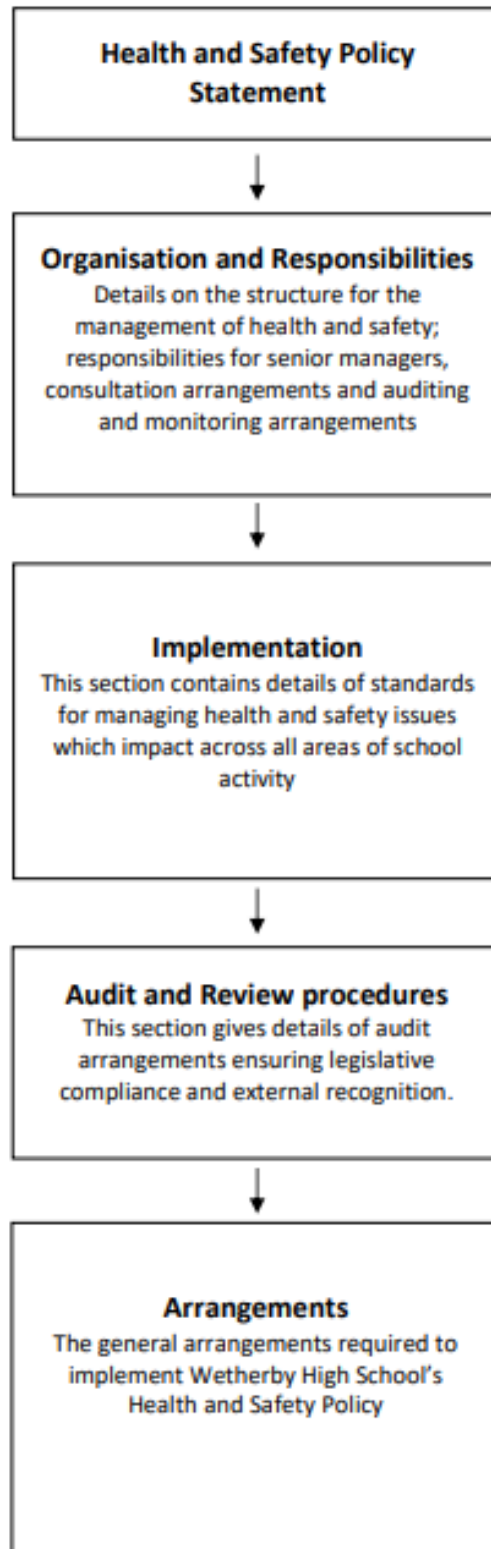 Health and Safety Policy
Statement
Organisation and Responsibilities
Details on the structure for the
management of health and safety;
responsibilities for senior managers,
consultation arrangements and auditing
and monitoring arrangements
Implementation
This section contains details of standards
for managing health and safety issues
which impact across all areas of school
activity
Audit and Review procedures
This section gives details of audit
arrangements ensuring legislative
compliance and external recognition.
Arrangements
The general arrangements required to
implement Wetherby High School's
Health and Safety Policy